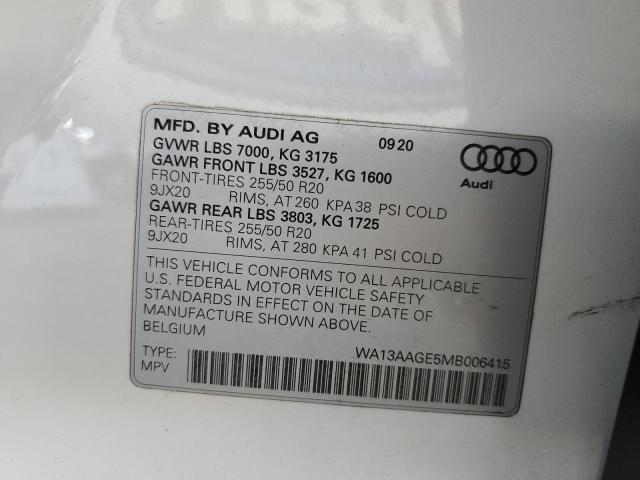 MFD. BY AUDI AG 09 20
GVWR LBS 7000, KG 3175
GAWR FRONT LBS 3527, KG 1600
FRONT-TIRES 255/50 R20
9JX20 RIMS, AT 260 KPA 38 PSI COLD
GAWR REAR LBS 3803, KG 1725
REAR-TIRES 255/50 R20
9JX20 RIMS, AT 280 KPA 41 PSI COLD
Audi
THIS VEHICLE CONFORMS TO ALL APPLICABLE
U.S. FEDERAL MOTOR VEHICLE SAFETY
STANDARDS IN EFFECT ON THE DATE OF
MANUFACTURE SHOWN ABOVE.
BELGIUM
TYPE: WA13AAGE5MB006415
MPV